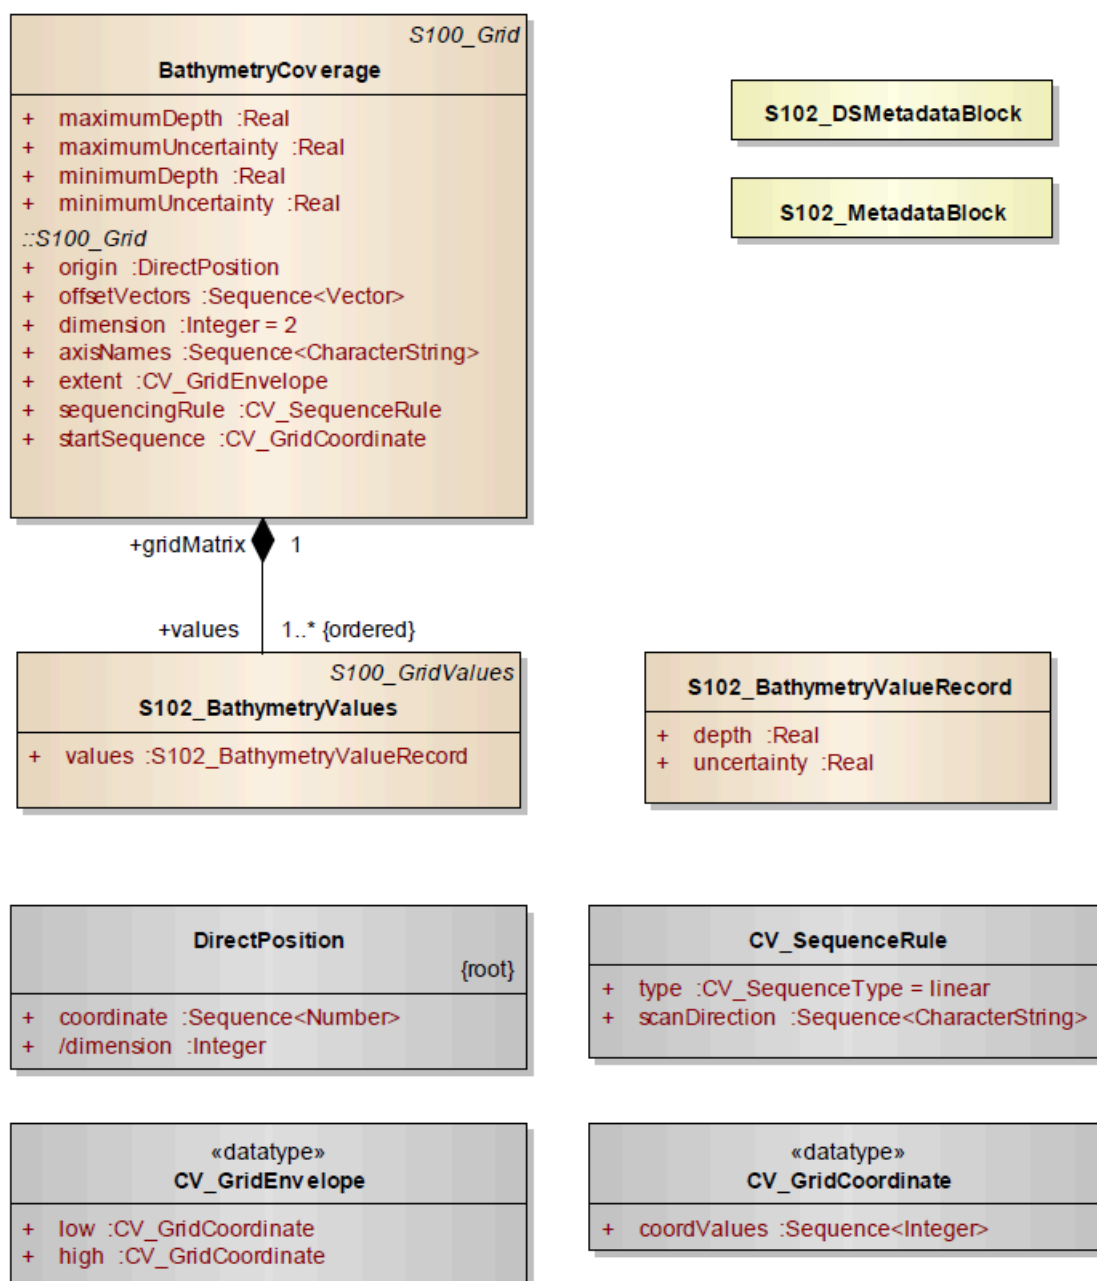 S100_Grid
BathymetryCoverage
+ maximumDepth :Real
+ maximumUncertainty :Real
+ minimumDepth :Real
+ minimumUncertainty :Real
::S100_Grid
+ origin :DirectPosition
+ offsetVectors :Sequence<Vector>
+ dimension :Integer = 2
+ axisNames :Sequence<CharacterString>
+ extent :CV_GridEnvelope
+ sequencingRule :CV_SequenceRule
+ startSequence :CV_GridCoordinate
S102_DSMetadataBlock
S102_MetadataBlock
+gridMatrix 1
+values 1..* {ordered}
S100_GridValues
S102_BathymetryValues
+ values :S102_BathymetryValueRecord
S102_BathymetryValueRecord
+ depth :Real
+ uncertainty :Real
DirectPosition
{root}
+ coordinate :Sequence<Number>
+ /dimension :Integer
CV_SequenceRule
+ type :CV_SequenceType = linear
+ scanDirection :Sequence<CharacterString>
«datatype»
CV_GridEnvelope
+ low :CV_GridCoordinate
+ high :CV_GridCoordinate
«datatype»
CV_GridCoordinate
+ coordValues :Sequence<Integer>